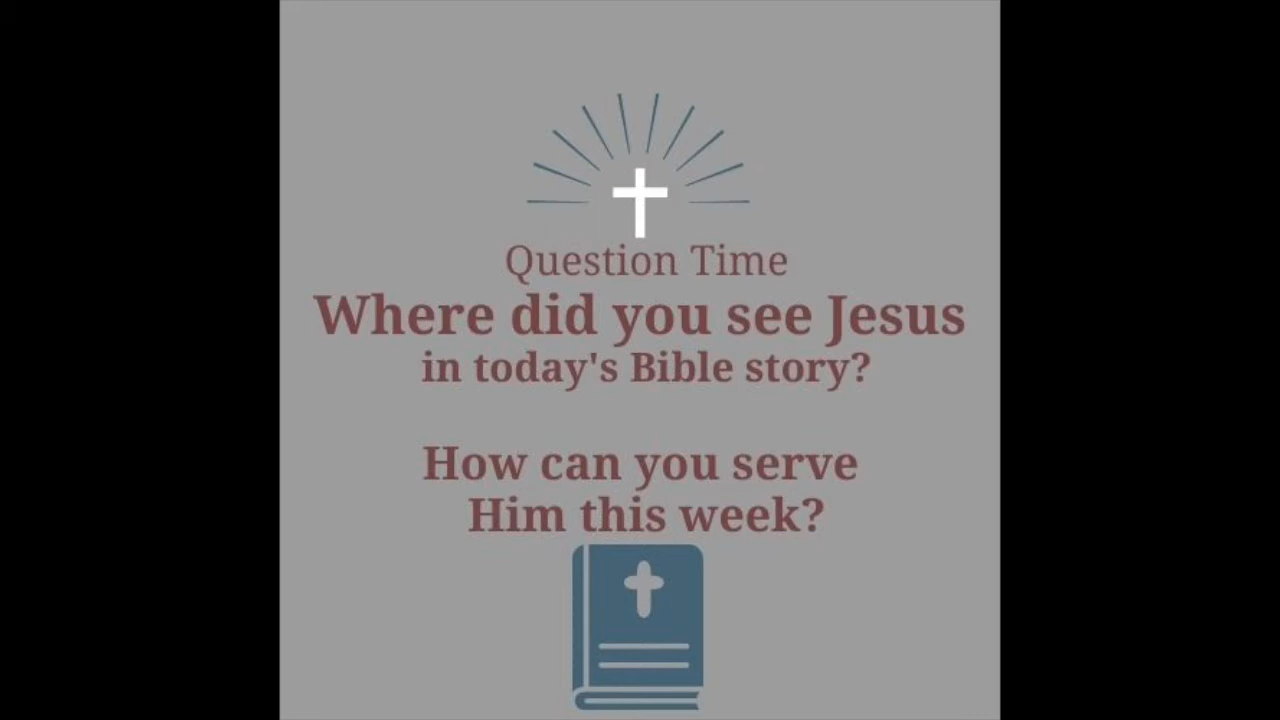 Question Time
Where did you see Jesus
in today's Bible story?
How can you serve
Him this week?